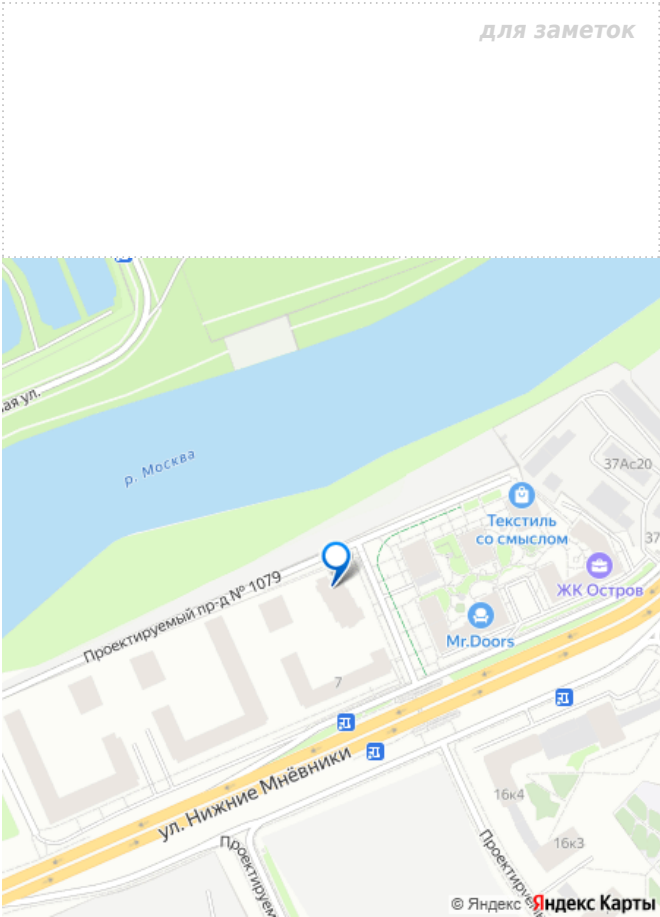 для заметок
ая ул.
р. Москва
37Ас20
Текстиль
со смыслом
37
ЖК Остров
Проектируемый пр-д № 1079
Mr.Doors
7
ул. Нижние Мнёвники
16к4
16к3
Проектируем
Проектируе
© Яндекс Яндекс Карты